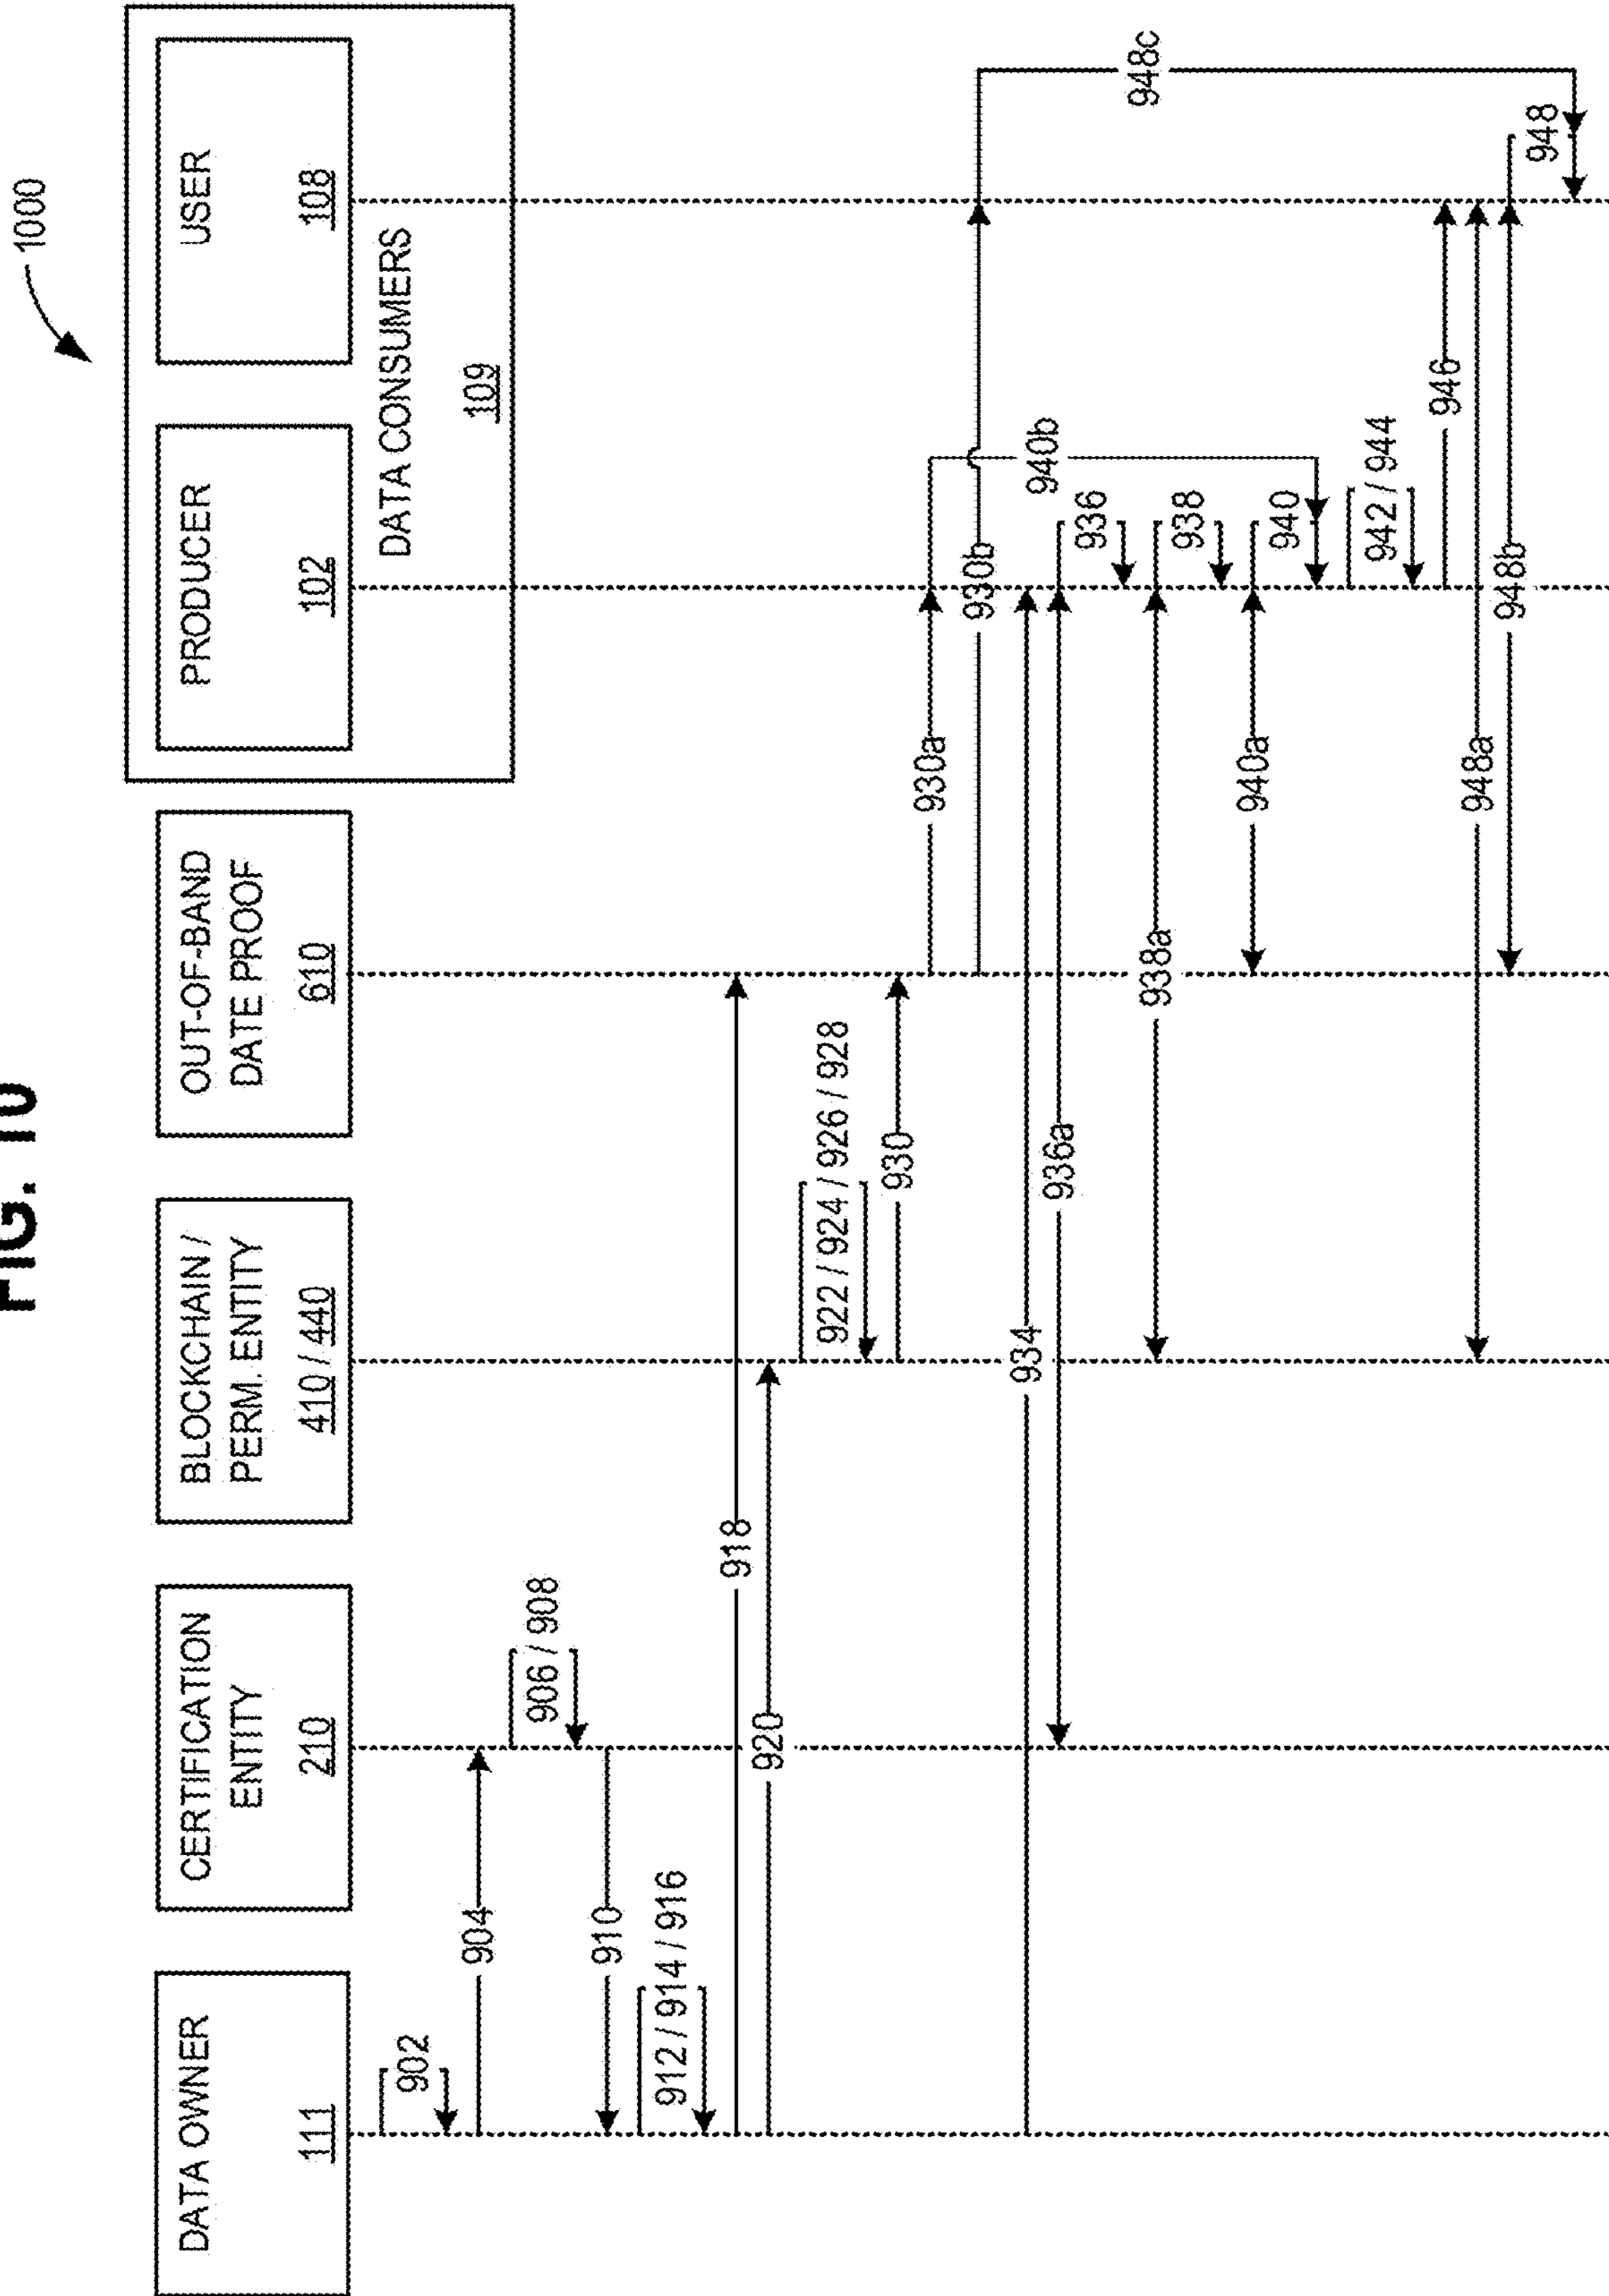 FIG. 10
1000
DATA OWNER
111
CERTIFICATION
ENTITY
210
BLOCKCHAIN /
PERM. ENTITY
410 / 440
OUT-OF-BAND
DATE PROOF
610
PRODUCER
102
USER
108
DATA CONSUMERS
109
902
904
906 / 908
910
912 / 914 / 916
918
920
922 / 924 / 926 / 928
930
930a
930b
934
936a
936
938a
938
940a
940
940b
942 / 944
946
948a
948b
948
948c